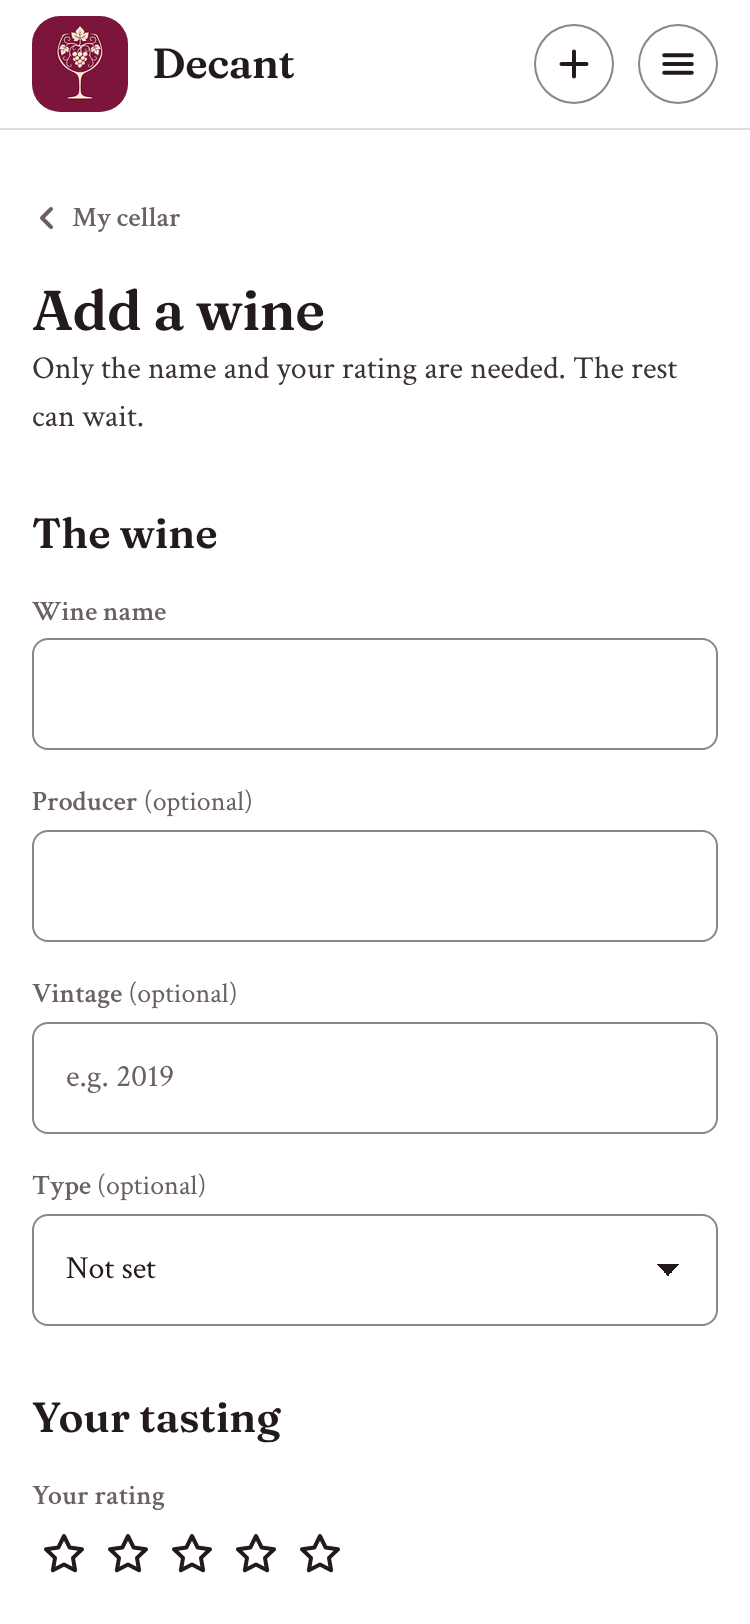 Decant
My cellar
Add a wine
Only the name and your rating are needed. The rest
can wait.
The wine
Wine name
Producer (optional)
Vintage (optional)
e.g. 2019
Type (optional)
Not set
Your tasting
Your rating